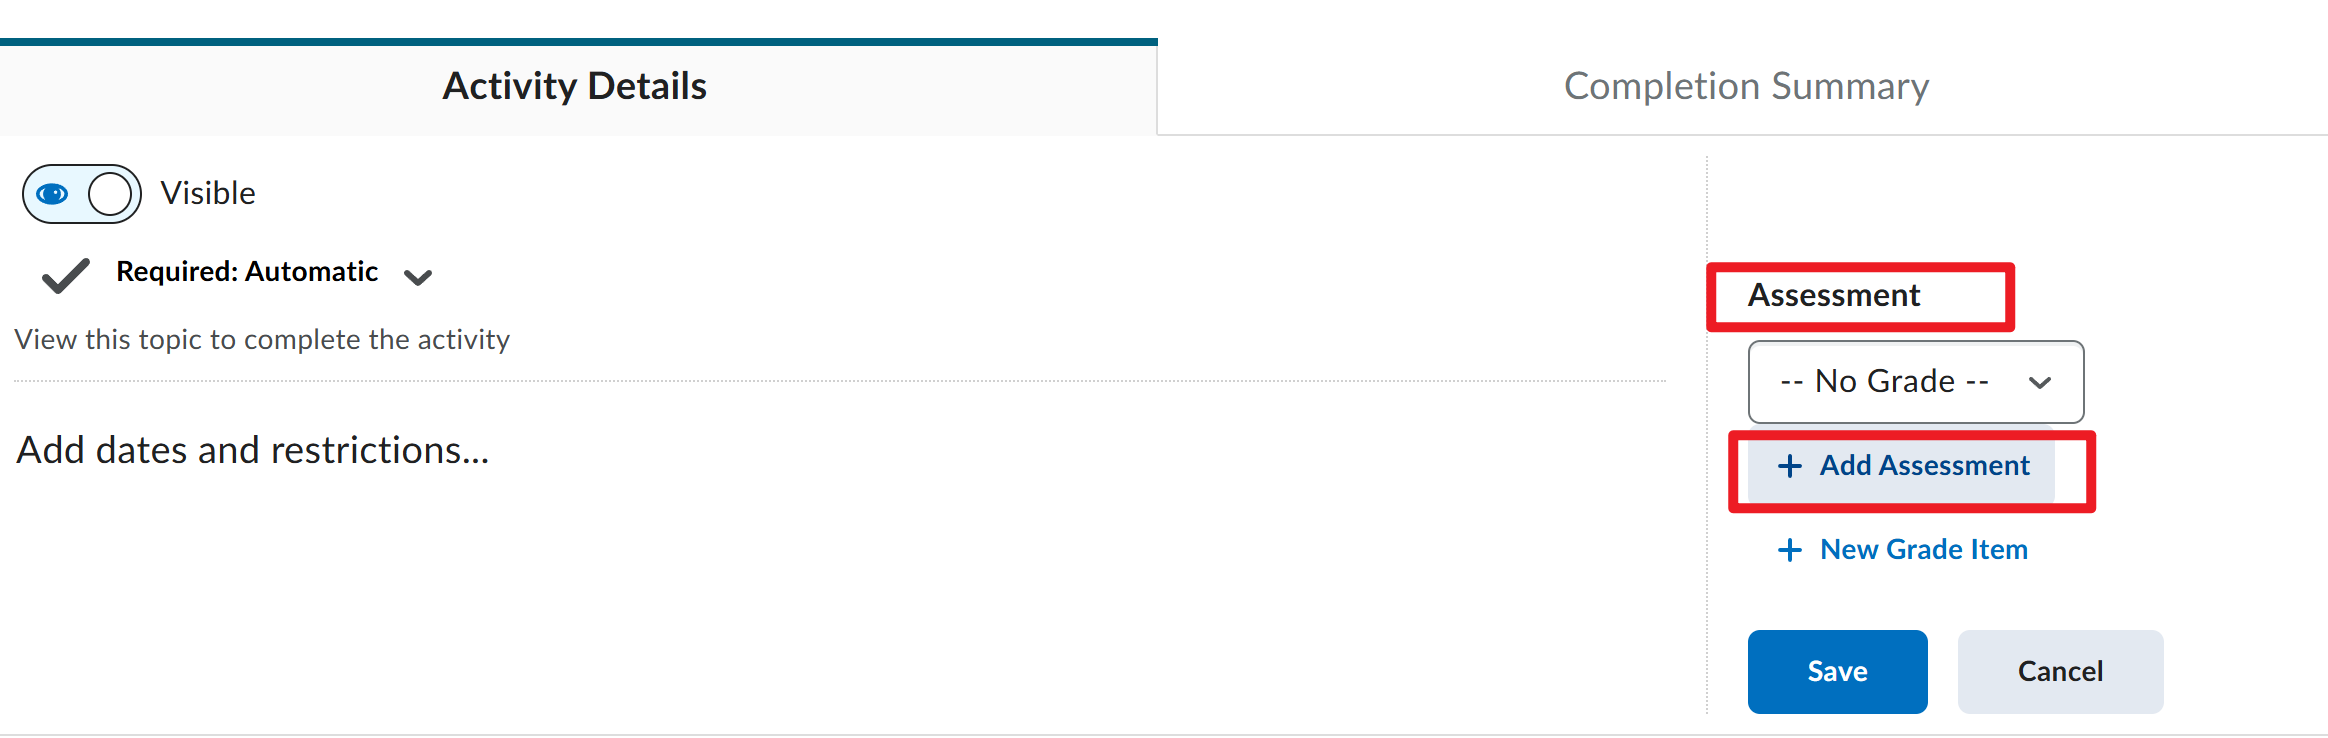 Activity Details
Completion Summary
Visible
Required: Automatic
View this topic to complete the activity
Add dates and restrictions...
Assessment
-- No Grade --
+ Add Assessment
+ New Grade Item
Save
Cancel